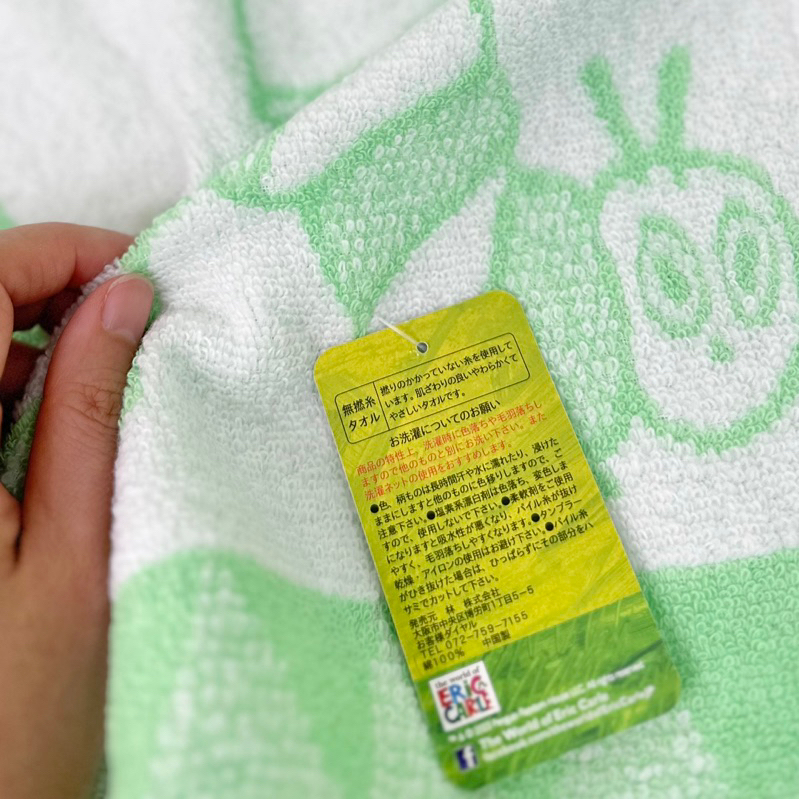 無撚糸
タオル
撚りのかかっていない糸を使用して
います。肌ざわりの良いやわらかくて
やさしいタオルです。
お洗濯についてのお願い
商品の特性上、洗濯時に色落ちや毛羽落ちし
ますので他のものと別にお洗い下さい。また
洗濯ネットの使用をおすすめします。
●色、柄ものは長時間汗や水に濡れたり、浸けた
ままにしますと他のものに色移りしますので、ご
注意下さい。●塩素系漂白剤は色落ち、変色しま
すので、使用しないで下さい。●柔軟剤をご使用
になりますと吸水性が悪くなり、パイル糸が抜け
やすく、毛羽落ちしやすくなります。●タンブラー
乾燥・アイロンの使用はお避け下さい。●パイル糸
がひき抜けた場合は、ひっぱらずにその部分をハ
サミでカットして下さい。
発売元 林 株式会社
大阪市中央区博労町1丁目5-5
お客様ダイヤル
TEL 072-759-7165
綿100% 中国製
the world of
ERIC
CARLE
The World of Eric Carle
f